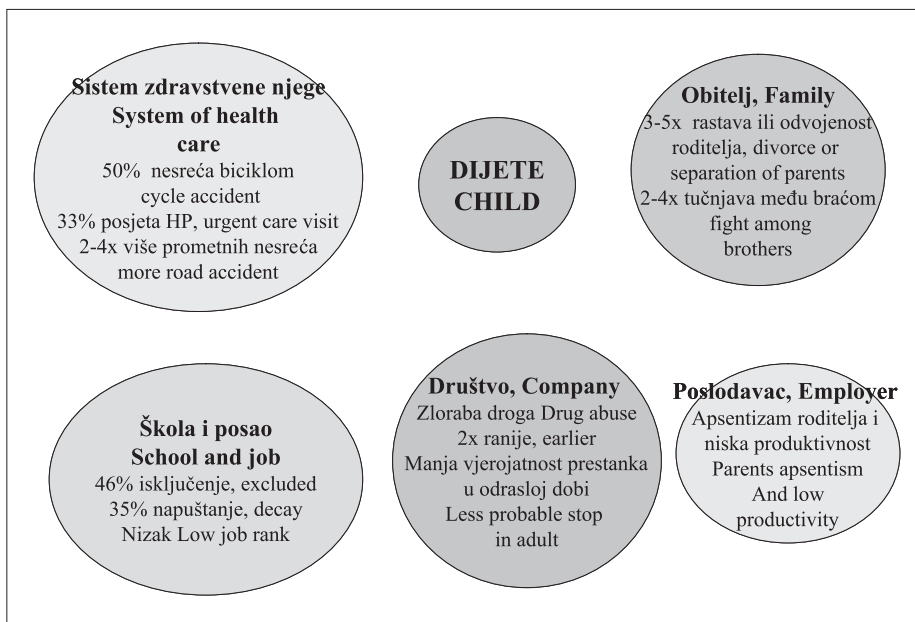 Sistem zdravstvene njege
System of health
care
50% nesreća biciklom
cycle accident
33% posjeta HP, urgent care visit
2-4x više prometnih nesreća
more road accident
DIJETE
CHILD
Obitelj, Family
3-5x rastava ili odvojenost
roditelja, divorce or
separation of parents
2-4x tučnjava među braćom
fight among
brothers
Škola i posao
School and job
46% isključenje, excluded
35% napuštanje, decay
Nizak Low job rank
Društvo, Company
Zloraba droga Drug abuse
2x ranije, earlier
Manja vjerojatnost prestanka
u odrasloj dobi
Less probable stop
in adult
Poslodavac, Employer
Apsentizam roditelja i
niska produktivnost
Parents apsentism
And low
productivity